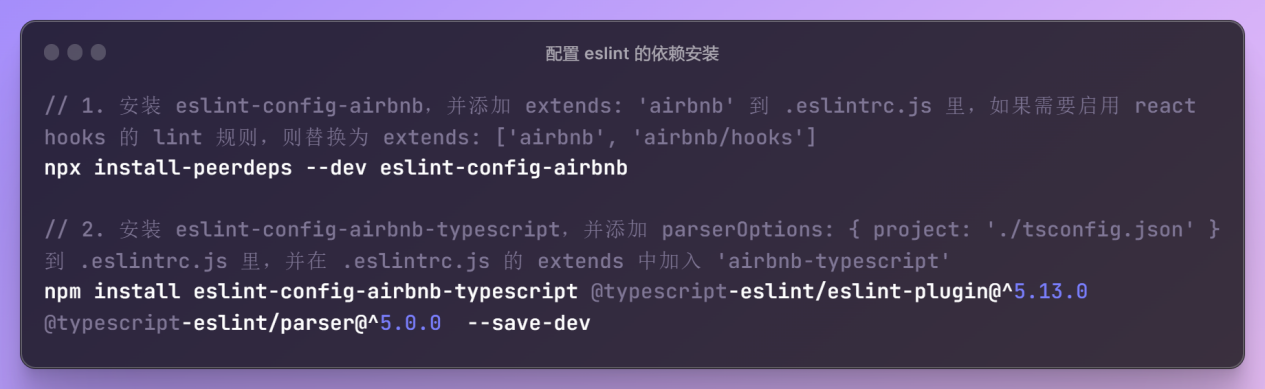 配置 eslint 的依赖安装
// 1. 安装 eslint-config-airbnb，并添加 extends: 'airbnb' 到 .eslintrc.js 里，如果需要启用 react
hooks 的 lint 规则，则替换为 extends: ['airbnb', 'airbnb/hooks']
npx install-peerdeps --dev eslint-config-airbnb
// 2. 安装 eslint-config-airbnb-typescript，并添加 parserOptions: { project: './tsconfig.json' }
到 .eslintrc.js 里，并在 .eslintrc.js 的 extends 中加入 'airbnb-typescript'
npm install eslint-config-airbnb-typescript @typescript-eslint/eslint-plugin@^5.13.0
@typescript-eslint/parser@^5.0.0  --save-dev